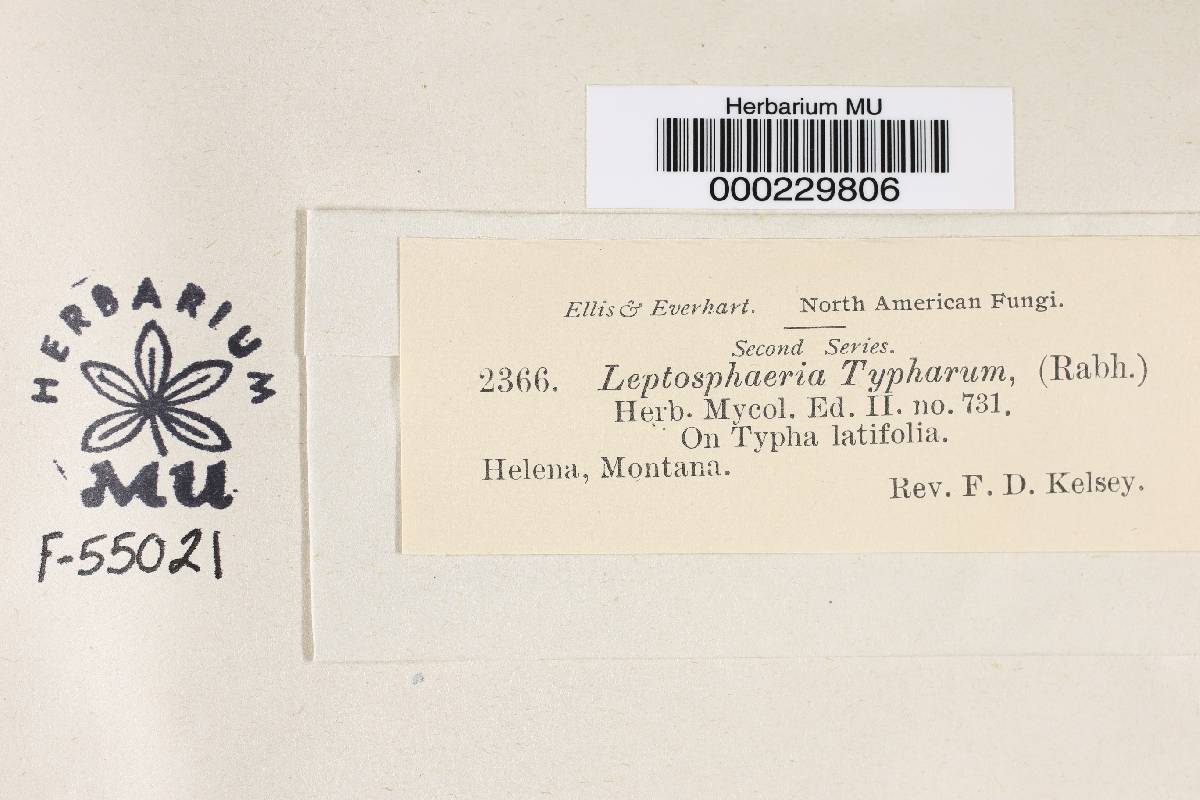 Herbarium MU
000229806
HERBARIUM
MU
F-55021
Ellis & Everhart. North American Fungi.
Second Series.
2366. Leptosphaeria Typharum, (Rabh.)
Herb. Mycol. Ed. II. no. 731.
On Typha latifolia.
Helena, Montana.
Rev. F. D. Kelsey.